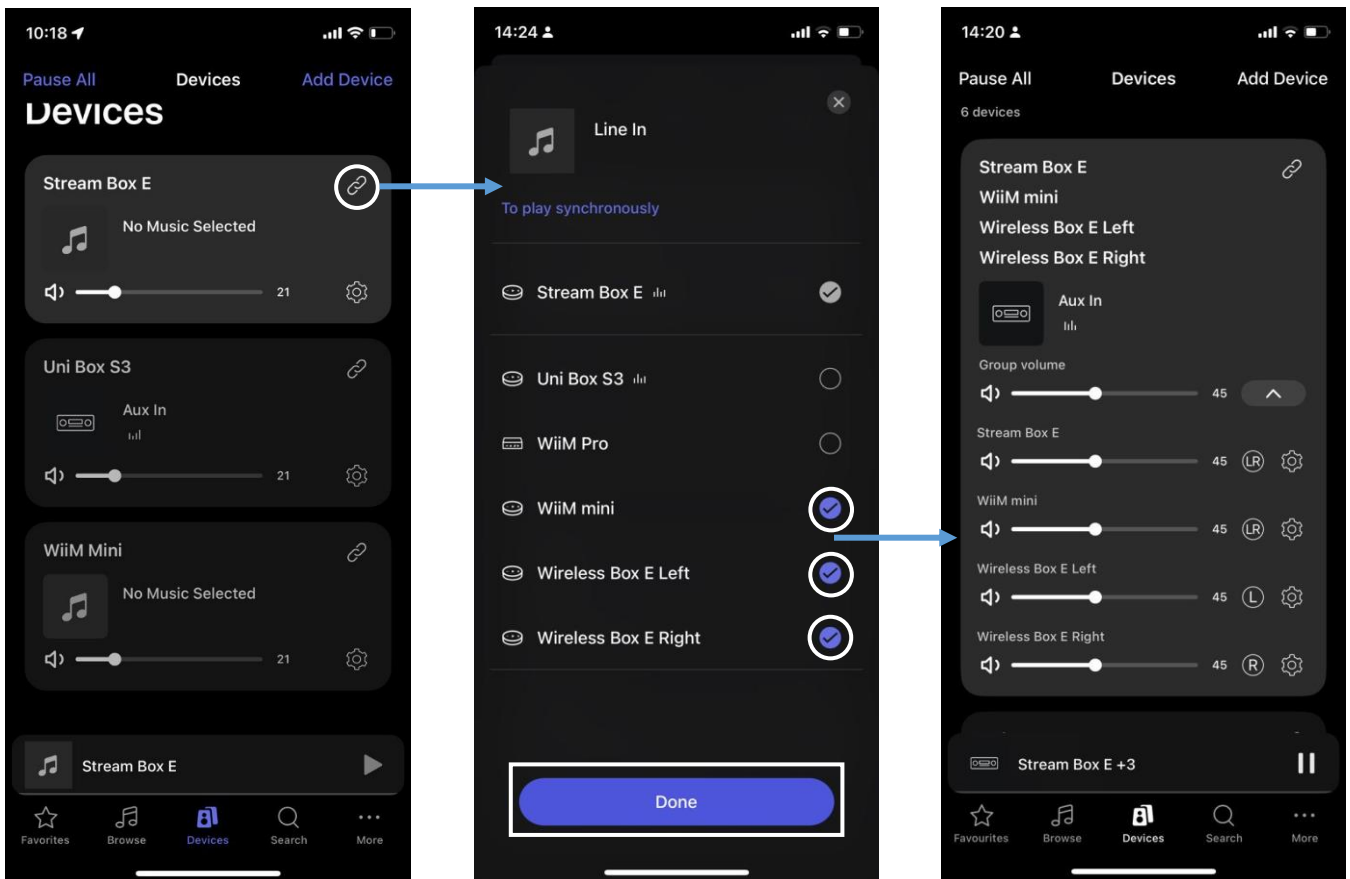 10:18
Pause All Devices Add Device
Devices
Stream Box E
No Music Selected
21
Uni Box S3
Aux In
21
WiiM Mini
No Music Selected
21
Stream Box E
Favorites Browse Devices Search More
14:24
Line In
To play synchronously
Stream Box E
Uni Box S3
WiiM Pro
WiiM mini
Wireless Box E Left
Wireless Box E Right
Done
14:20
Pause All Devices Add Device
6 devices
Stream Box E
WiiM mini
Wireless Box E Left
Wireless Box E Right
Aux In
Group volume
45
Stream Box E
45 LR
WiiM mini
45 LR
Wireless Box E Left
45 L
Wireless Box E Right
45 R
Stream Box E +3
Favourites Browse Devices Search More